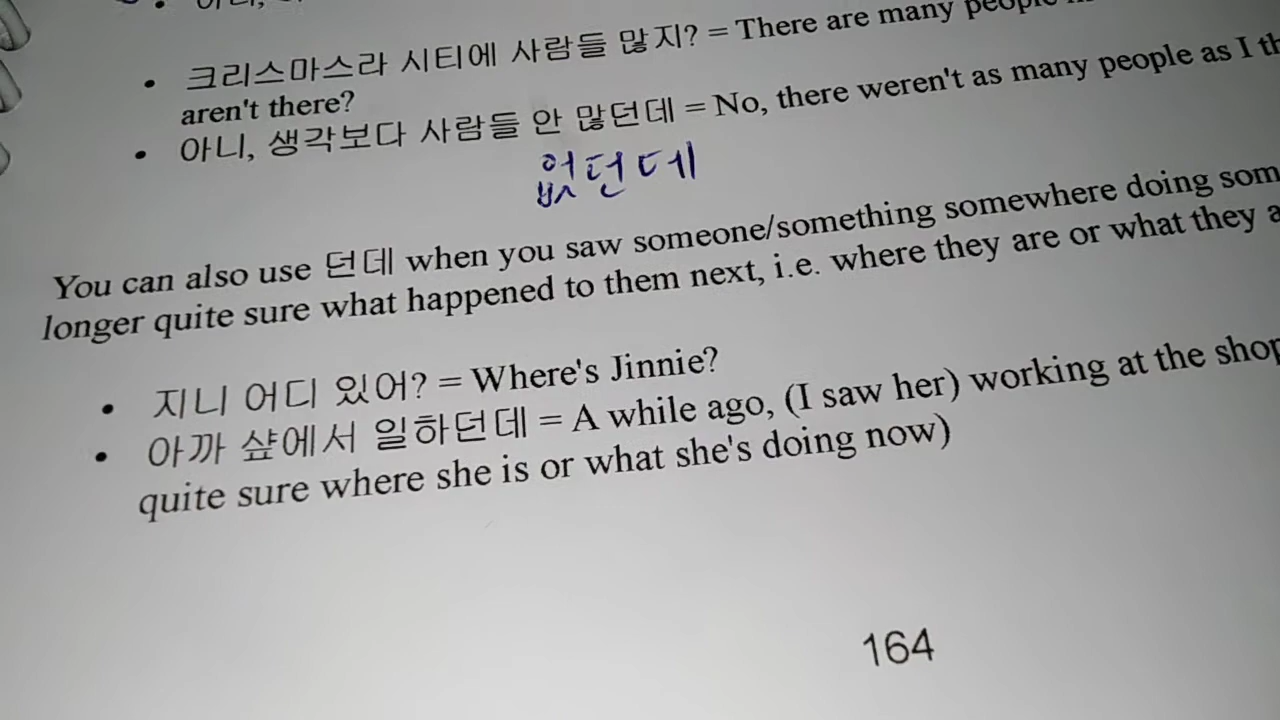 크리스마스라 시티에 사람들 많지? = There are many
aren't there?
아니, 생각보다 사람들 안 많던데 = No, there weren't as many people as I
없던데
You can also use 던데 when you saw someone/something somewhere doing
longer quite sure what happened to them next, i.e. where they are or what they
지니 어디 있어? = Where's Jinnie?
아까 샾에서 일하던데 = A while ago, (I saw her) working at the
quite sure where she is or what she's doing now)
164